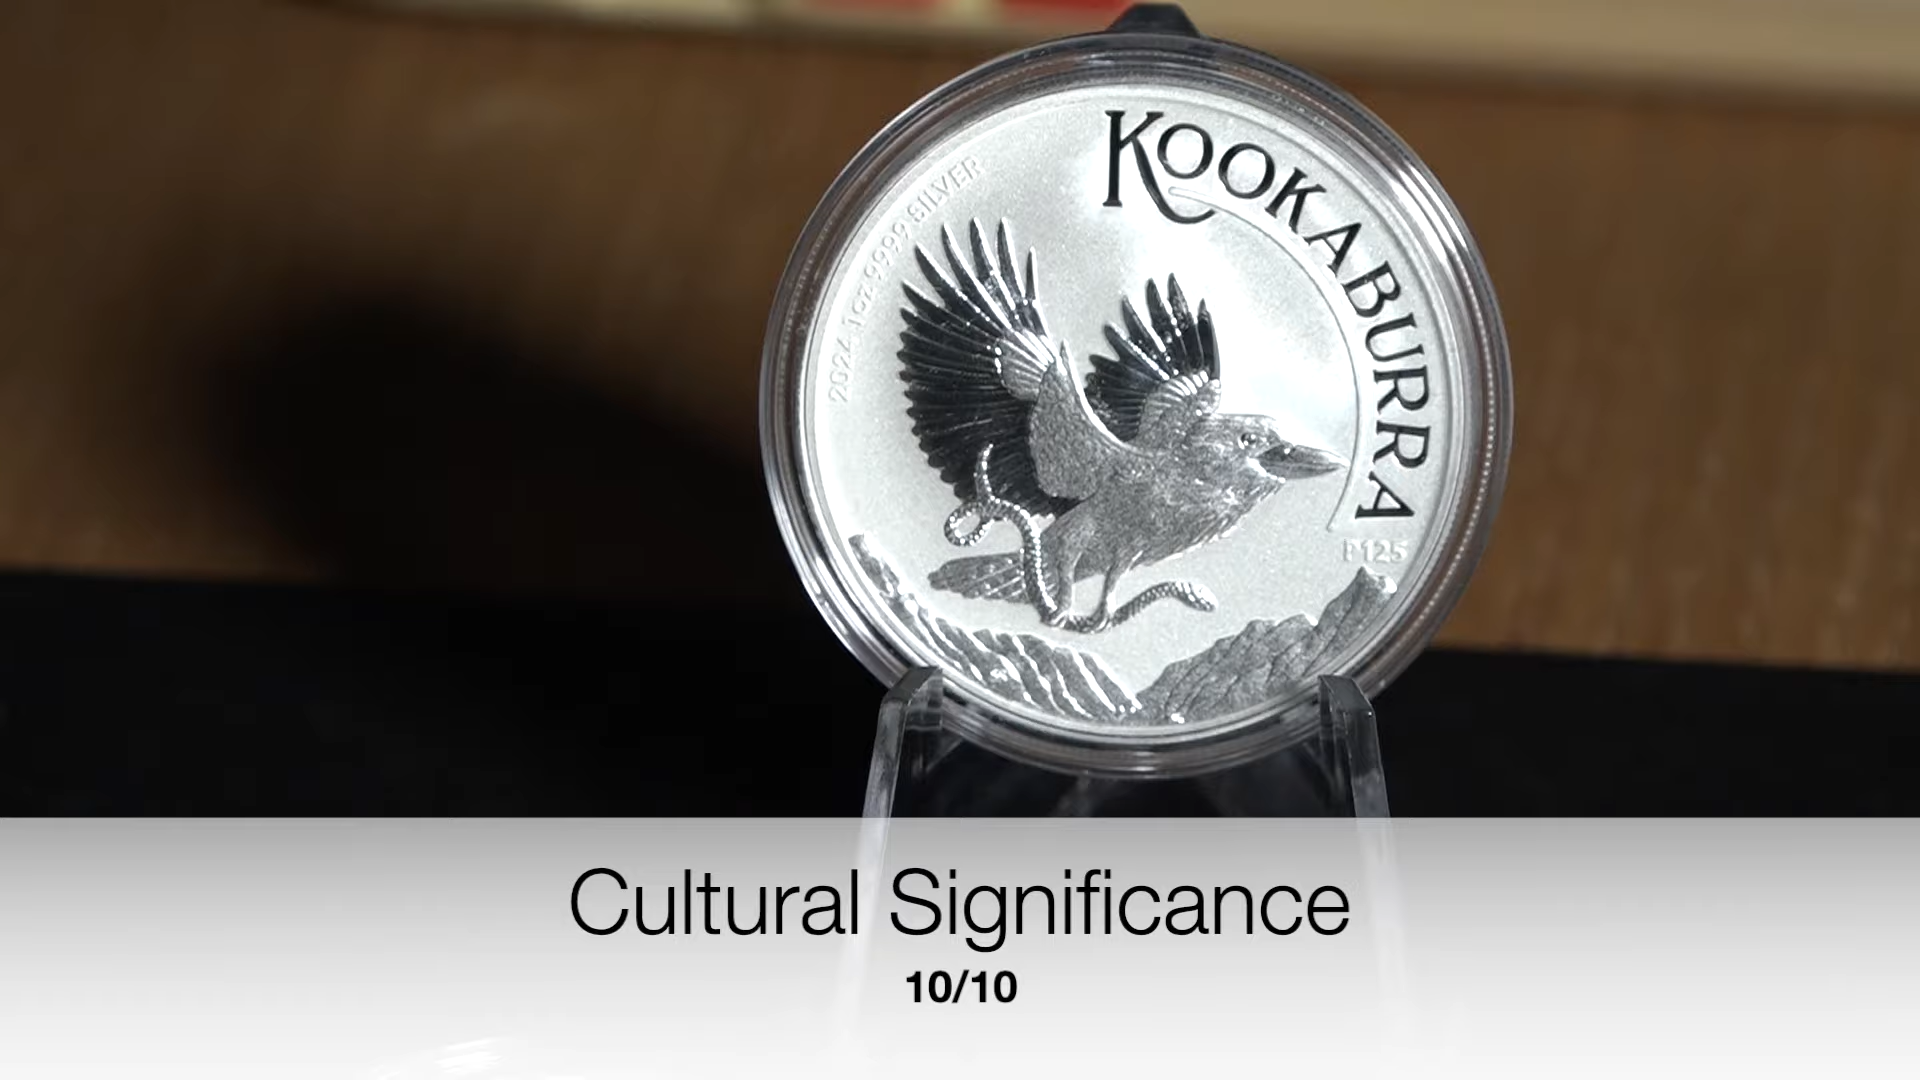 KOOKABURRA
2024 1oz 9999 SILVER
P125
Cultural Significance
10/10